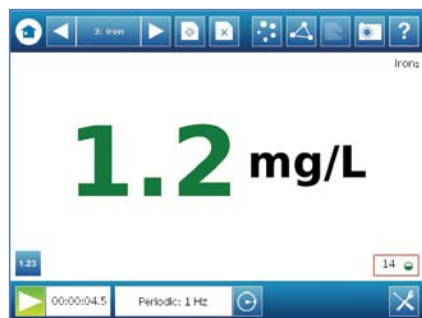 3: Iron
?
Iron₂
1.2 mg/L
1.23
14
00:00:04.5
Periodic: 1 Hz